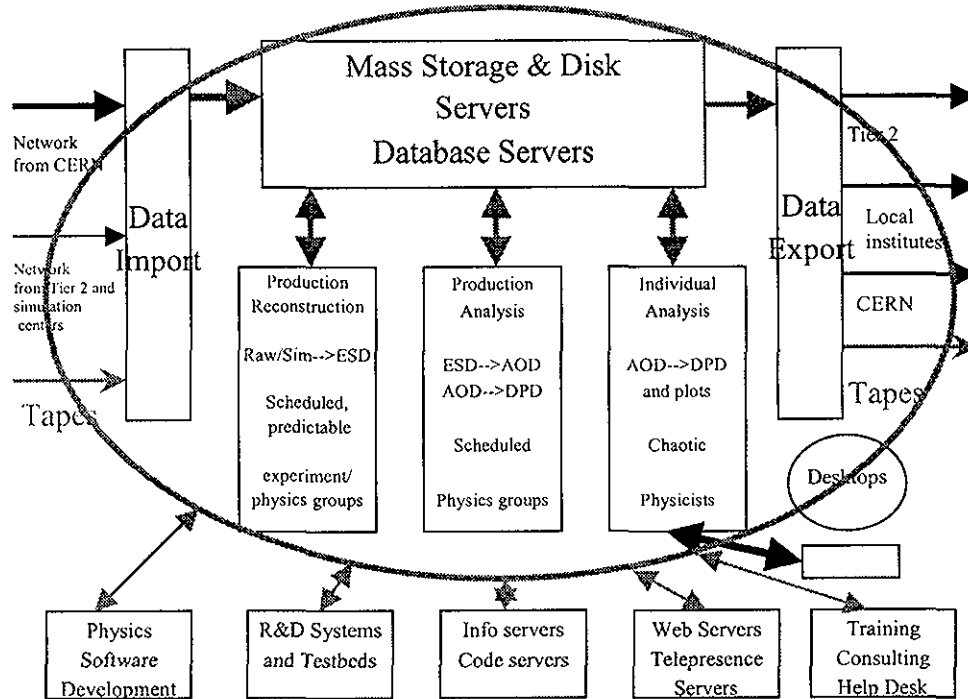 Mass Storage & Disk
Servers
Database Servers
Network
from CERN
Data
Import
Network
from Tier 2 and
simulation
centers
Tapes
Production
Reconstruction
Raw/Sim-->ESD
Scheduled,
predictable
experiment/
physics groups
Production
Analysis
ESD-->AOD
AOD-->DPD
Scheduled
Physics groups
Individual
Analysis
AOD-->DPD
and plots
Chaotic
Physicists
Data
Export
Tier 2
Local
institutes
CERN
Tapes
Desktops
Physics
Software
Development
R&D Systems
and Testbeds
Info servers
Code servers
Web Servers
Telepresence
Servers
Training
Consulting
Help Desk